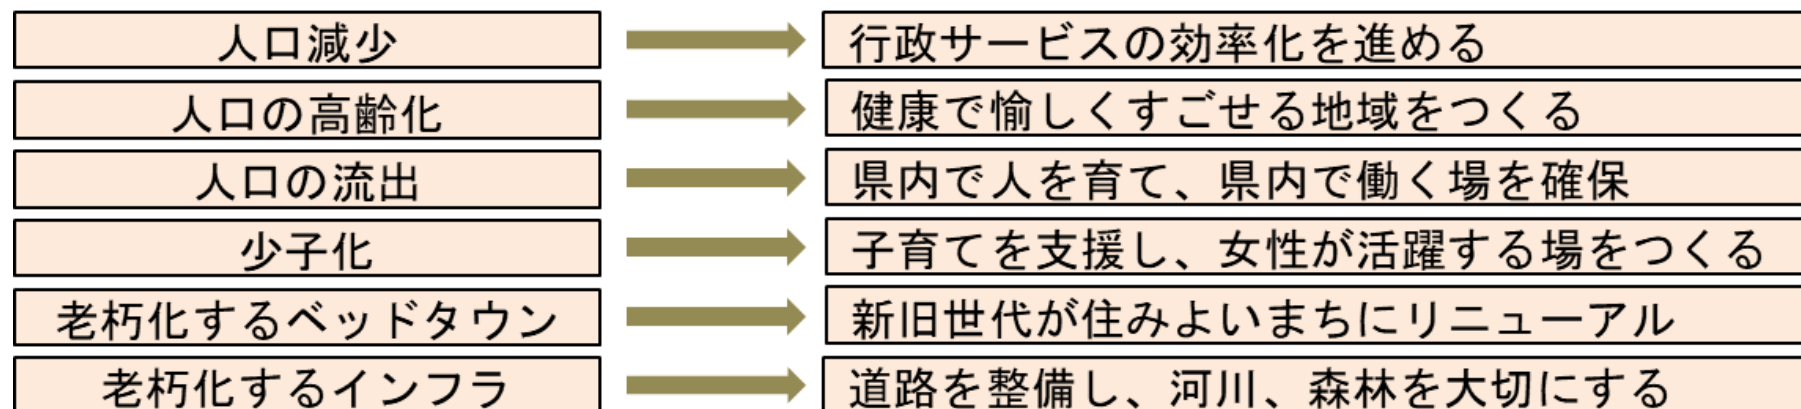 人口減少
行政サービスの効率化を進める
人口の高齢化
健康で愉しくすごせる地域をつくる
人口の流出
県内で人を育て、県内で働く場を確保
少子化
子育てを支援し、女性が活躍する場をつくる
老朽化するベッドタウン
新旧世代が住みよいまちにリニューアル
老朽化するインフラ
道路を整備し、河川、森林を大切にする